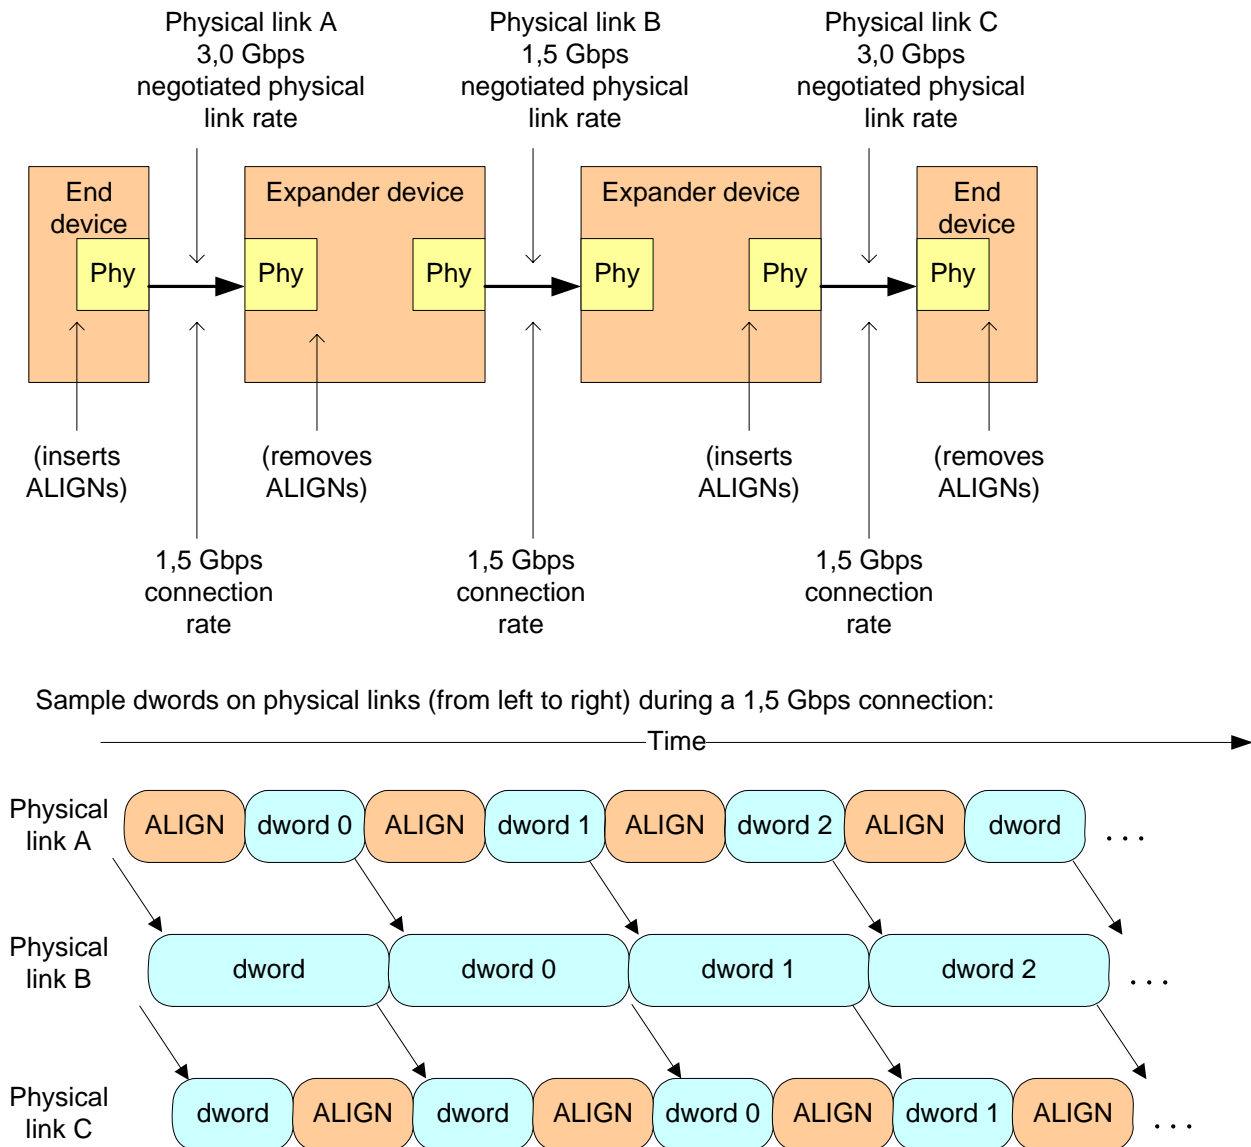 Physical link A
3,0 Gbps
negotiated physical
link rate
Physical link B
1,5 Gbps
negotiated physical
link rate
Physical link C
3,0 Gbps
negotiated physical
link rate
End
device
Expander device
Expander device
End
device
Phy
Phy
Phy
Phy
Phy
Phy
(inserts
ALIGNs)
(removes
ALIGNs)
(inserts
ALIGNs)
(removes
ALIGNs)
1,5 Gbps
connection
rate
1,5 Gbps
connection
rate
1,5 Gbps
connection
rate
Sample dwords on physical links (from left to right) during a 1,5 Gbps connection:
Time
Physical
link A
ALIGN
dword 0
ALIGN
dword 1
ALIGN
dword 2
ALIGN
dword
. . .
Physical
link B
dword
dword 0
dword 1
dword 2
. . .
Physical
link C
dword
ALIGN
dword
ALIGN
dword 0
ALIGN
dword 1
ALIGN
. . .